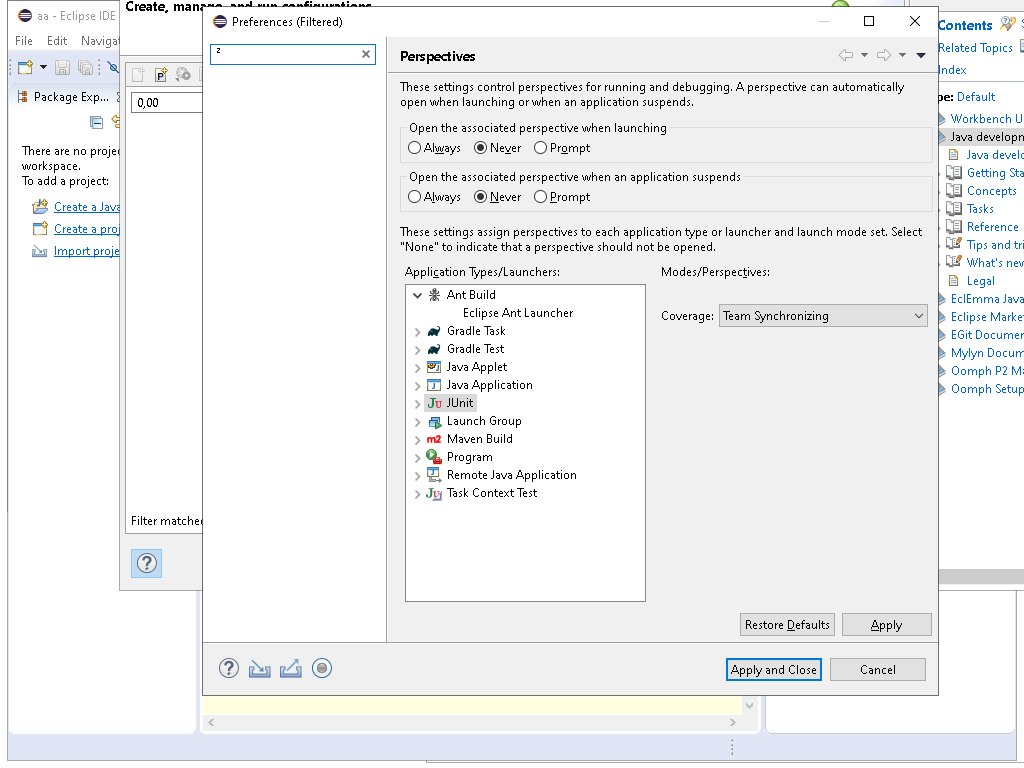 aa - Eclipse IDE
File Edit Naviga
Package Exp...
There are no proje
workspace.
To add a project:
Create a Java
Create a proj
Import proje
Create, manage, and run configurations
0,00
Filter matched
Preferences (Filtered)
z
Perspectives
These settings control perspectives for running and debugging. A perspective can automatically
open when launching or when an application suspends.
Open the associated perspective when launching
Always Never Prompt
Open the associated perspective when an application suspends
Always Never Prompt
These settings assign perspectives to each application type or launcher and launch mode set. Select
"None" to indicate that a perspective should not be opened.
Application Types/Launchers:
Modes/Perspectives:
Ant Build
Eclipse Ant Launcher
Gradle Task
Gradle Test
Java Applet
Java Application
JUnit
Launch Group
Maven Build
Program
Remote Java Application
Task Context Test
Coverage: Team Synchronizing
Restore Defaults Apply
Apply and Close Cancel
Contents
Related Topics
Index
pe: Default
Workbench U
Java developn
Java develo
Getting Sta
Concepts
Tasks
Reference
Tips and tri
What's new
Legal
EclEmma Java
Eclipse Marke
EGit Documen
Mylyn Docum
Oomph P2 Ma
Oomph Setup